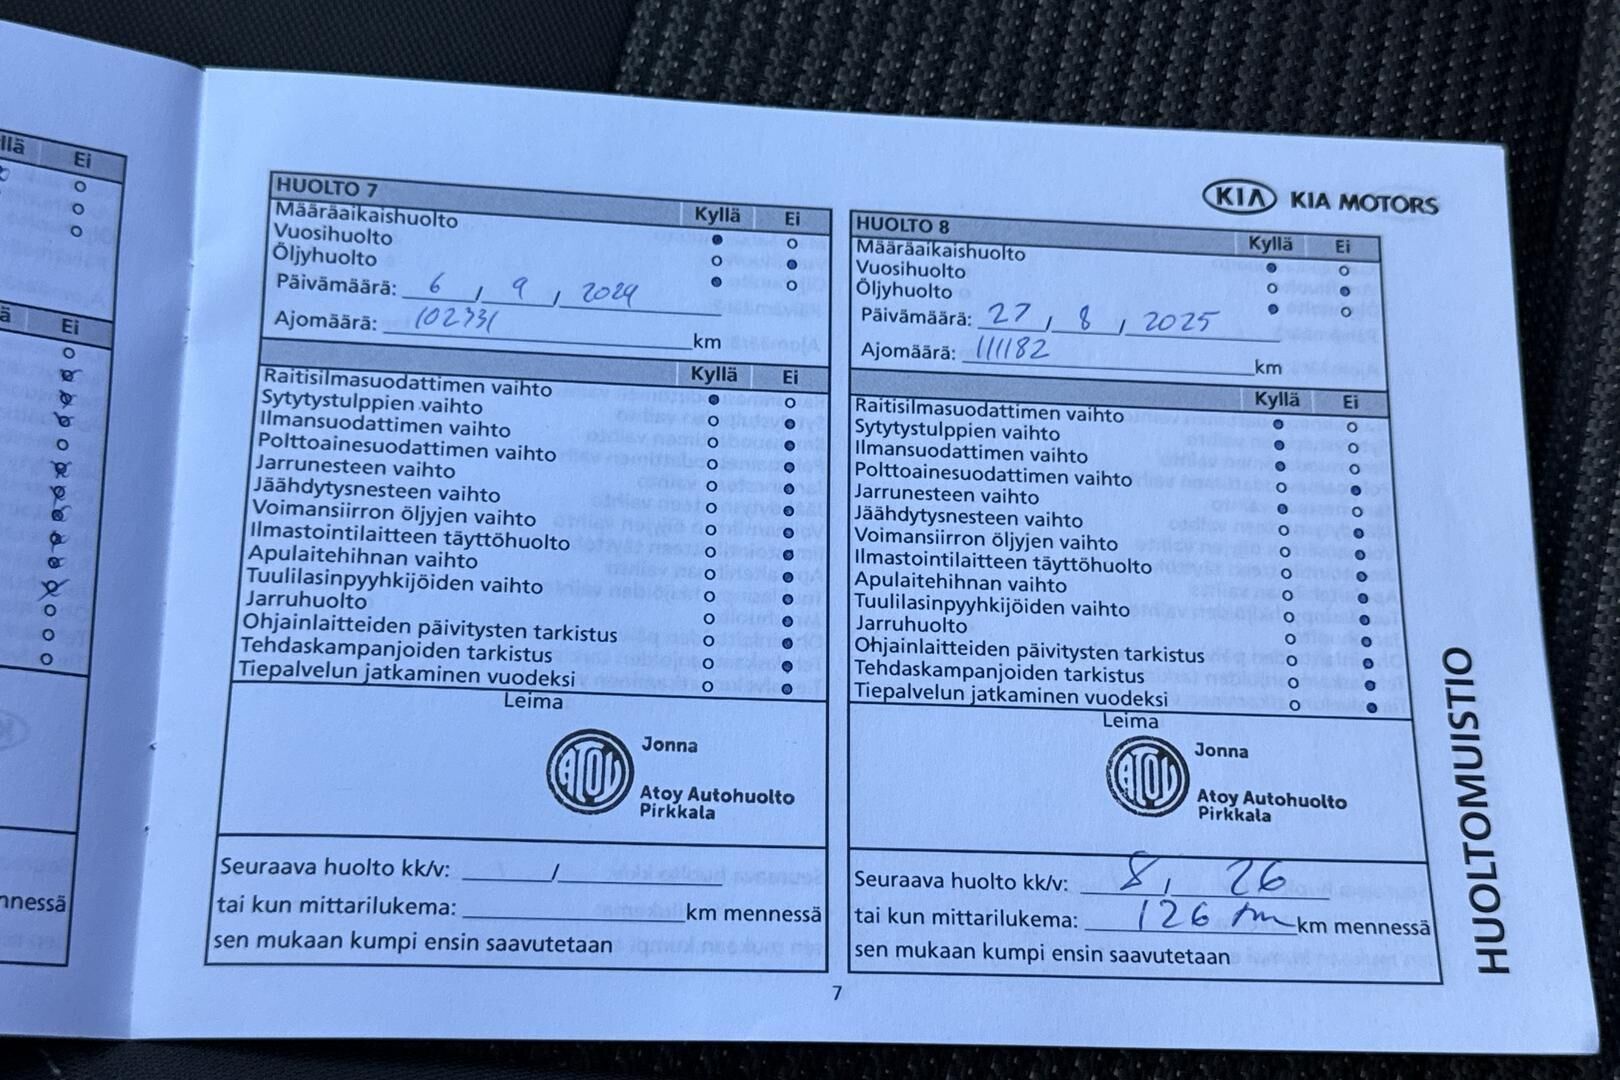 llä Ei
ä Ei
nnessä
HUOLTO 7
Kyllä Ei
Määräaikaishuolto
Vuosihuolto
Öljyhuolto
Päivämäärä: 6 / 9 / 2024
Ajomäärä: 102331 km
Kyllä Ei
Raitisilmasuodattimen vaihto
Sytytystulppien vaihto
Ilmansuodattimen vaihto
Polttoainesuodattimen vaihto
Jarrunesteen vaihto
Jäähdytysnesteen vaihto
Voimansiirron öljyjen vaihto
Ilmastointilaitteen täyttöhuolto
Apulaitehihnan vaihto
Tuulilasinpyyhkijöiden vaihto
Jarruhuolto
Ohjainlaitteiden päivitysten tarkistus
Tehdaskampanjoiden tarkistus
Tiepalvelun jatkaminen vuodeksi
Leima
ATOY
Jonna
Atoy Autohuolto
Pirkkala
Seuraava huolto kk/v: /
tai kun mittarilukema: km mennessä
sen mukaan kumpi ensin saavutetaan
KIA KIA MOTORS
HUOLTO 8
Kyllä Ei
Määräaikaishuolto
Vuosihuolto
Öljyhuolto
Päivämäärä: 27 / 8 / 2025
Ajomäärä: 111182 km
Kyllä Ei
Raitisilmasuodattimen vaihto
Sytytystulppien vaihto
Ilmansuodattimen vaihto
Polttoainesuodattimen vaihto
Jarrunesteen vaihto
Jäähdytysnesteen vaihto
Voimansiirron öljyjen vaihto
Ilmastointilaitteen täyttöhuolto
Apulaitehihnan vaihto
Tuulilasinpyyhkijöiden vaihto
Jarruhuolto
Ohjainlaitteiden päivitysten tarkistus
Tehdaskampanjoiden tarkistus
Tiepalvelun jatkaminen vuodeksi
Leima
ATOY
Jonna
Atoy Autohuolto
Pirkkala
Seuraava huolto kk/v: 8 / 26
tai kun mittarilukema: 126 km mennessä
sen mukaan kumpi ensin saavutetaan
HUOLTOMUISTIO
7